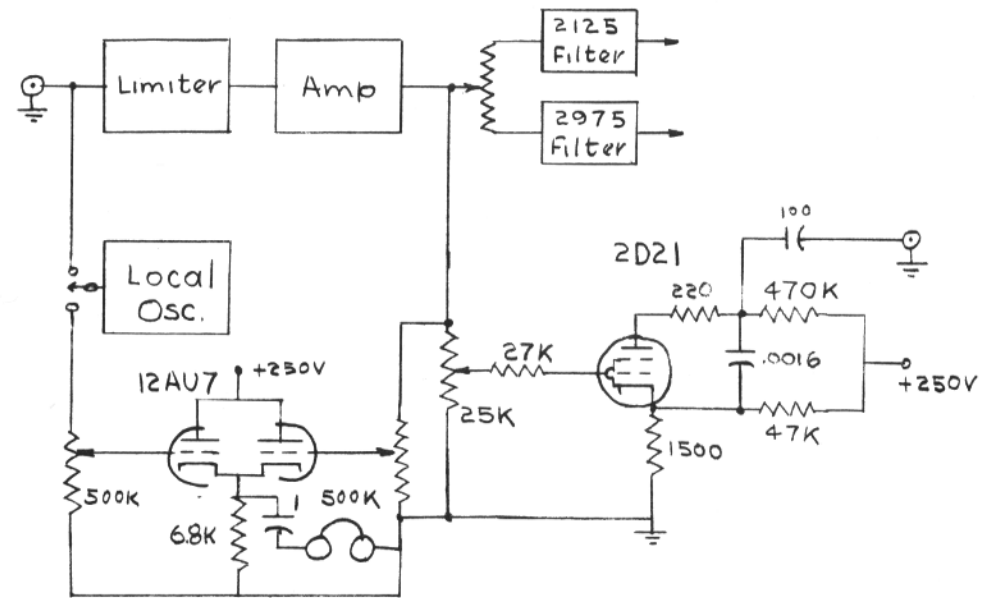 2125
Filter
Limiter
Amp
2975
Filter
100
2D21
Local
Osc.
220
470K
27K
.0016
+250V
12AU7
+250V
25K
47K
1500
500K
1
500K
6.8K